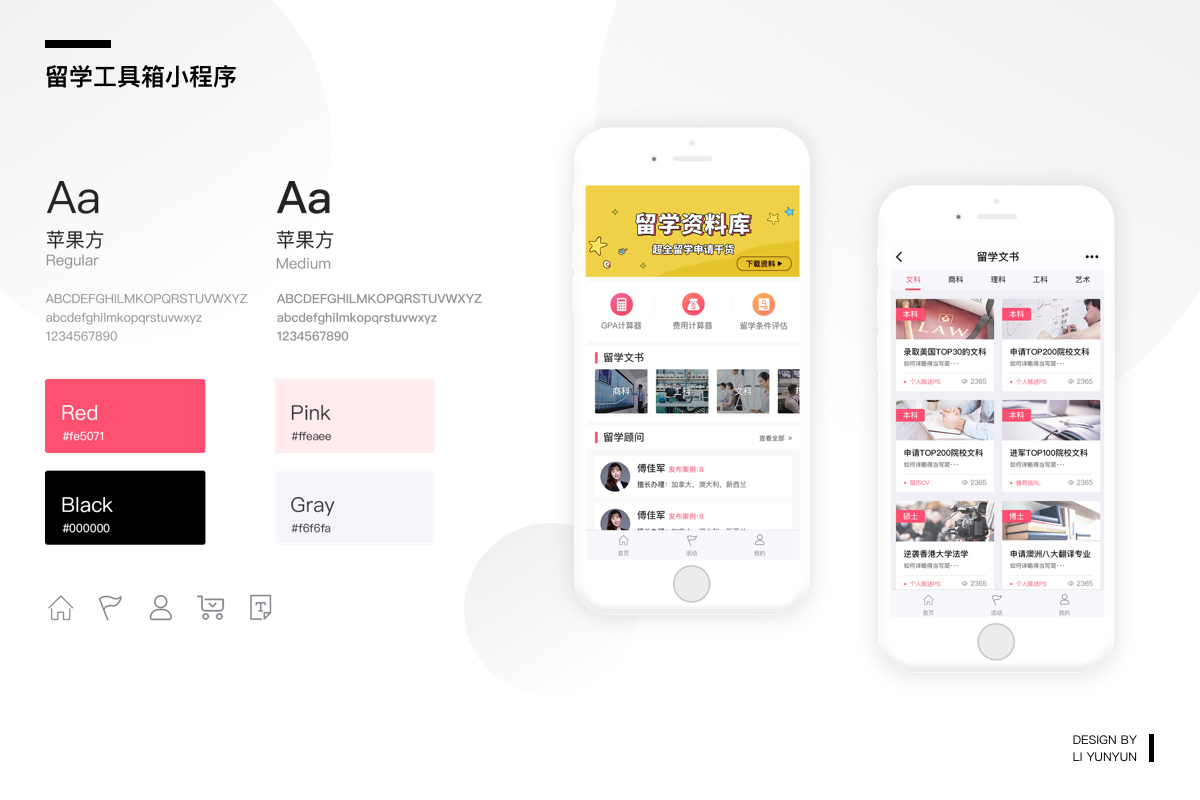 留学工具箱小程序
Aa
苹果方
Regular
ABCDEFGHILMKOPQRSTUVWXYZ
abcdefghilmkopqrstuvwxyz
1234567890
Aa
苹果方
Medium
ABCDEFGHILMKOPQRSTUVWXYZ
abcdefghilmkopqrstuvwxyz
1234567890
Red
#fe5071
Pink
#ffeaee
Black
#000000
Gray
#f6f6fa
T
留学资料库
超全留学申请干货
下载资料
GPA计算器
费用计算器
留学条件评估
留学文书
商科
工科
文科
留学顾问
查看全部 »
傅佳军 发布案例:8
擅长办理：加拿大，澳大利，新西兰
傅佳军 发布案例:8
首页
活动
我的
留学文书
文科
商科
理科
工科
艺术
本科
LAW
录取美国TOP30的文科
如何详略得当写简···
个人陈述PS
2365
本科
申请TOP200院校文科
如何详略得当写简···
个人陈述PS
2365
本科
申请TOP200院校文科
如何详略得当写简···
简历CV
2365
本科
进军TOP100院校文科
如何详略得当写简···
推荐信RL
2365
硕士
逆袭香港大学法学
如何详略得当写简···
个人陈述PS
2365
博士
申请澳洲八大翻译专业
如何详略得当写简···
个人陈述PS
2365
首页
活动
我的
DESIGN BY
LI YUNYUN